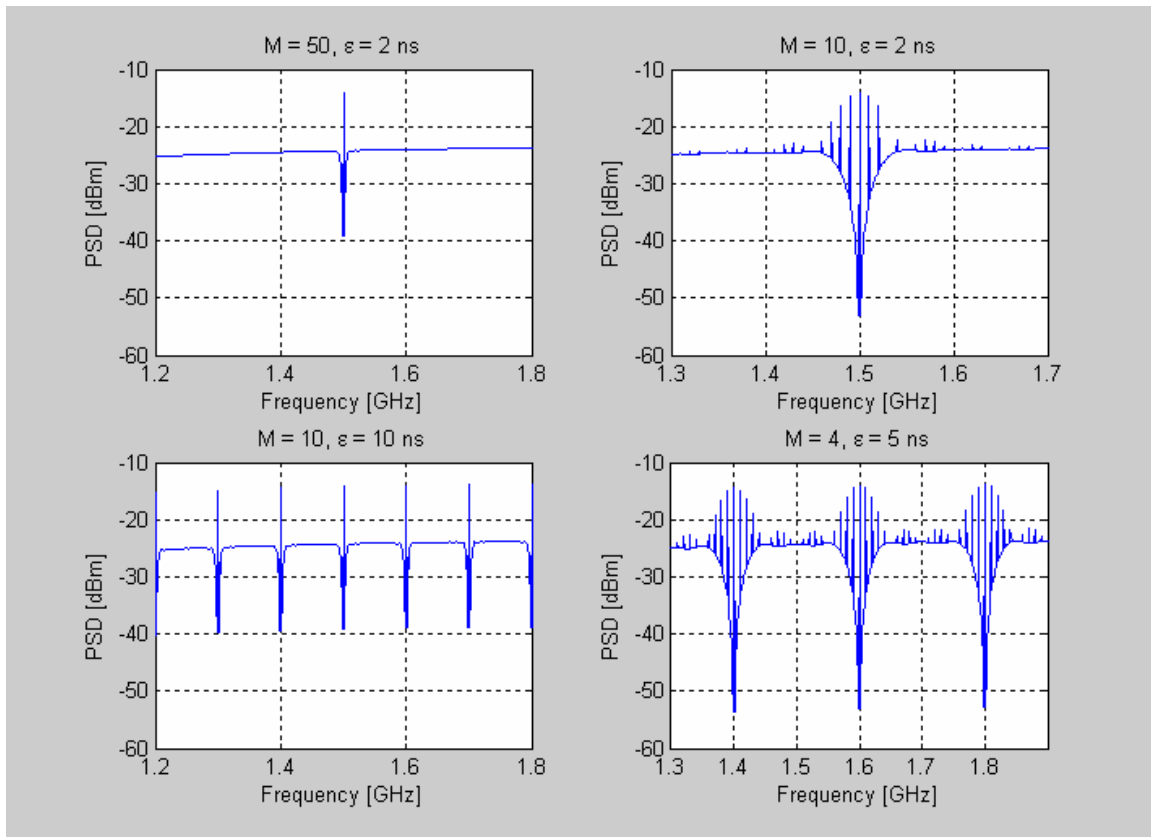 M = 50, ε = 2 ns
-10
-20
-30
-40
-50
-60
PSD [dBm]
1.2 1.4 1.6 1.8
Frequency [GHz]
M = 10, ε = 2 ns
-10
-20
-30
-40
-50
-60
PSD [dBm]
1.3 1.4 1.5 1.6 1.7
Frequency [GHz]
M = 10, ε = 10 ns
-10
-20
-30
-40
-50
-60
PSD [dBm]
1.2 1.4 1.6 1.8
Frequency [GHz]
M = 4, ε = 5 ns
-10
-20
-30
-40
-50
-60
PSD [dBm]
1.3 1.4 1.5 1.6 1.7 1.8
Frequency [GHz]